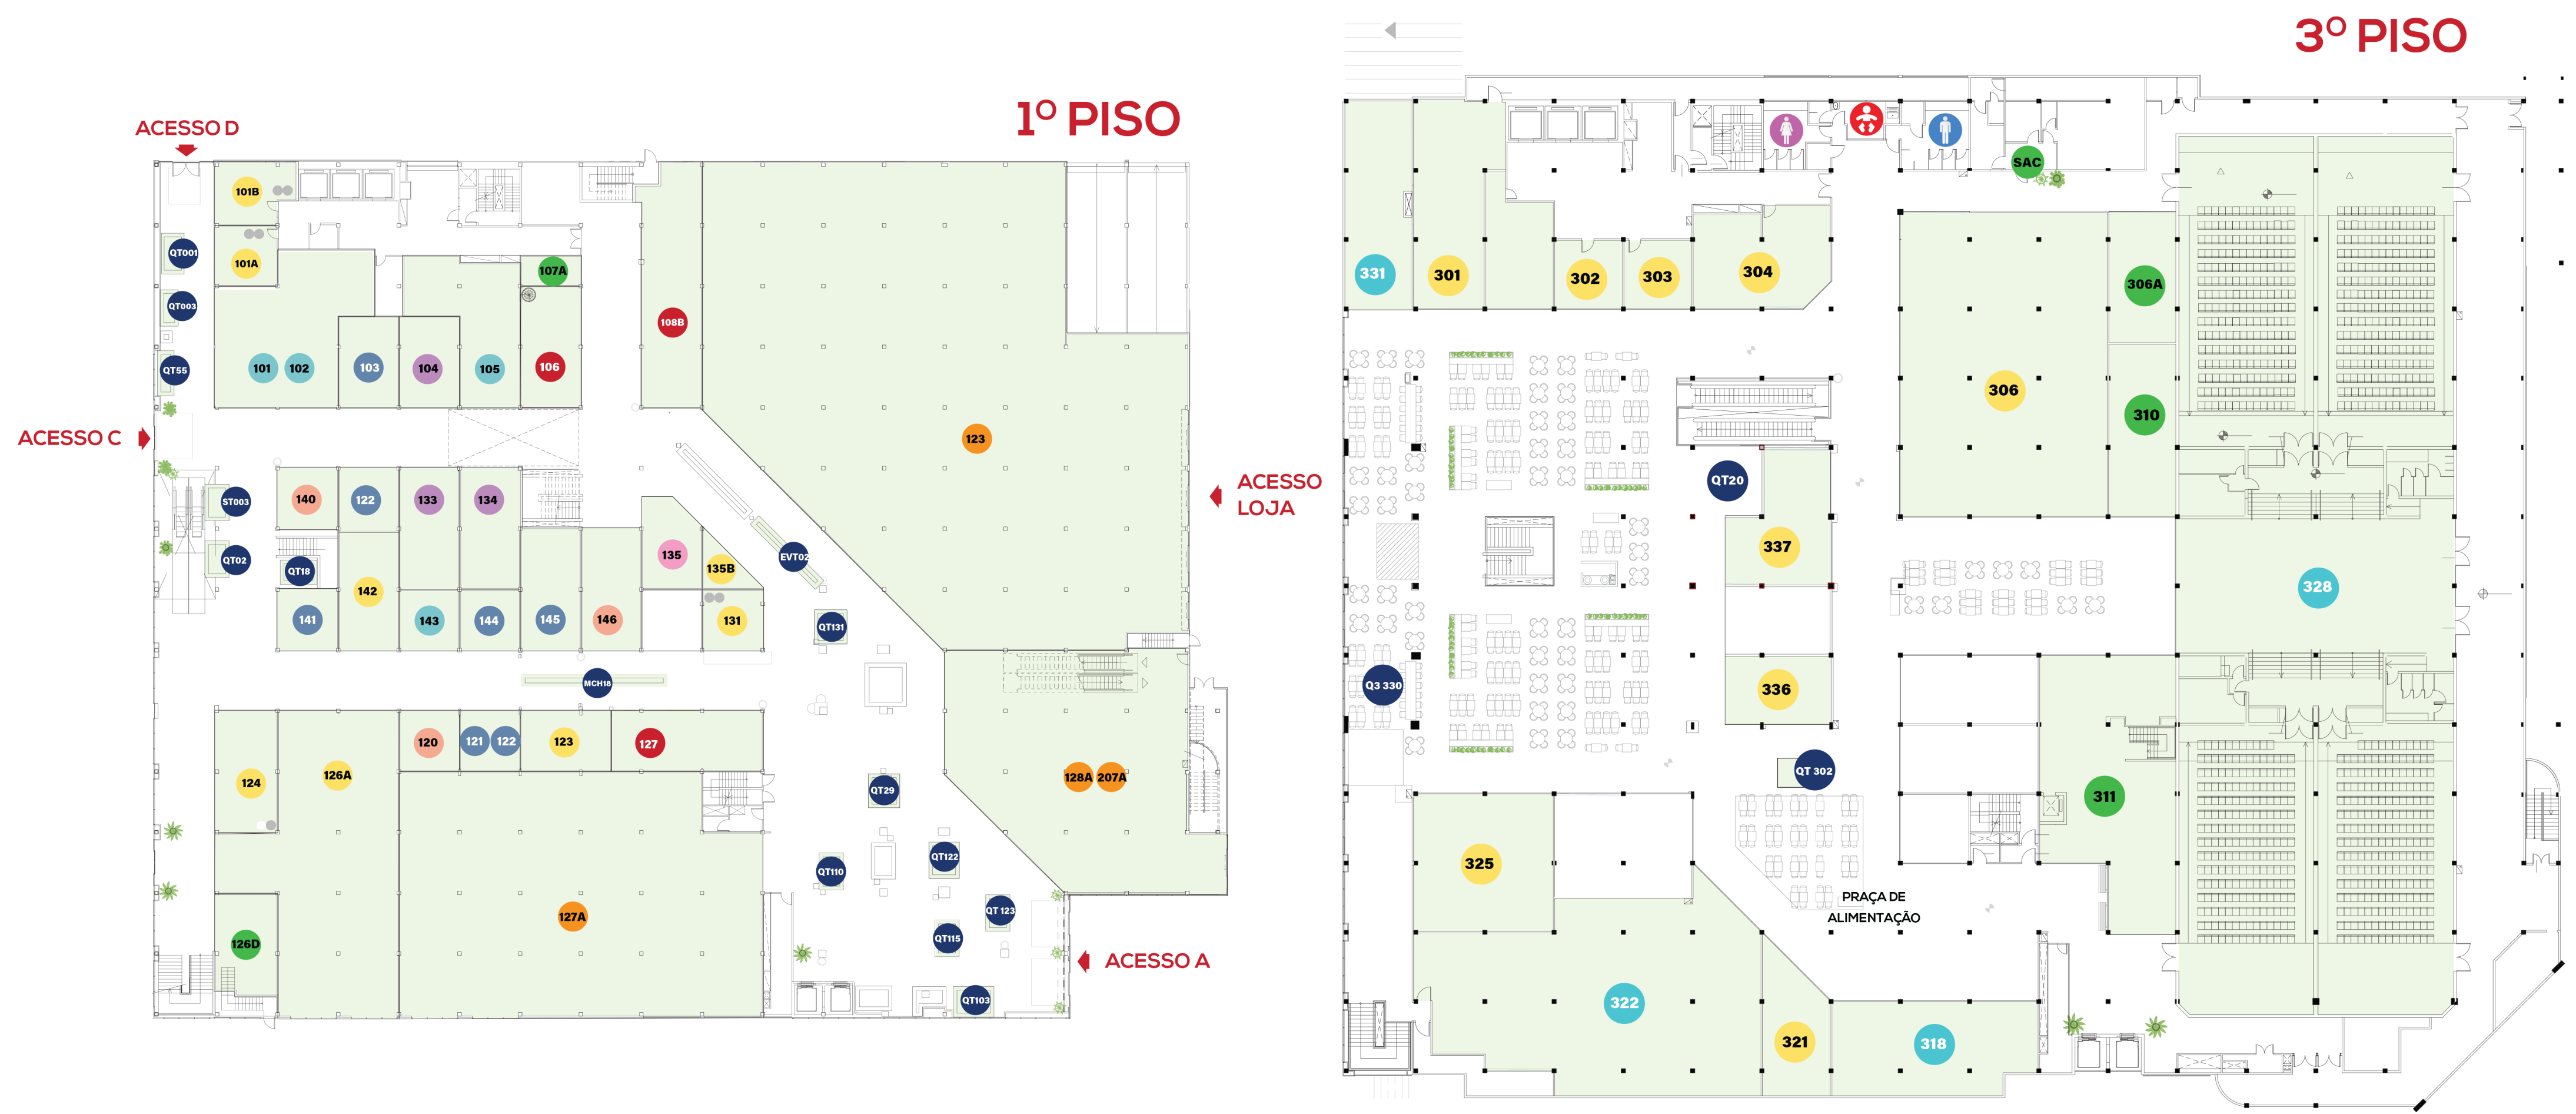 1º PISO
ACESSO D
101B
QT001
101A
107A
QT003
108B
QT55
101
102
103
104
105
106
ACESSO C
123
ACESSO
LOJA
ST003
140
122
133
134
QT02
QT18
135
135B
EVT02
142
141
143
144
145
146
131
QT131
MCH18
120
121
122
123
127
124
126A
128A
207A
QT29
QT110
QT122
127A
QT 123
126D
QT115
ACESSO A
QT103
3º PISO
SAC
331
301
302
303
304
306A
306
310
QT20
337
328
Q3 330
336
QT 302
311
325
PRAÇA DE
ALIMENTAÇÃO
322
321
318